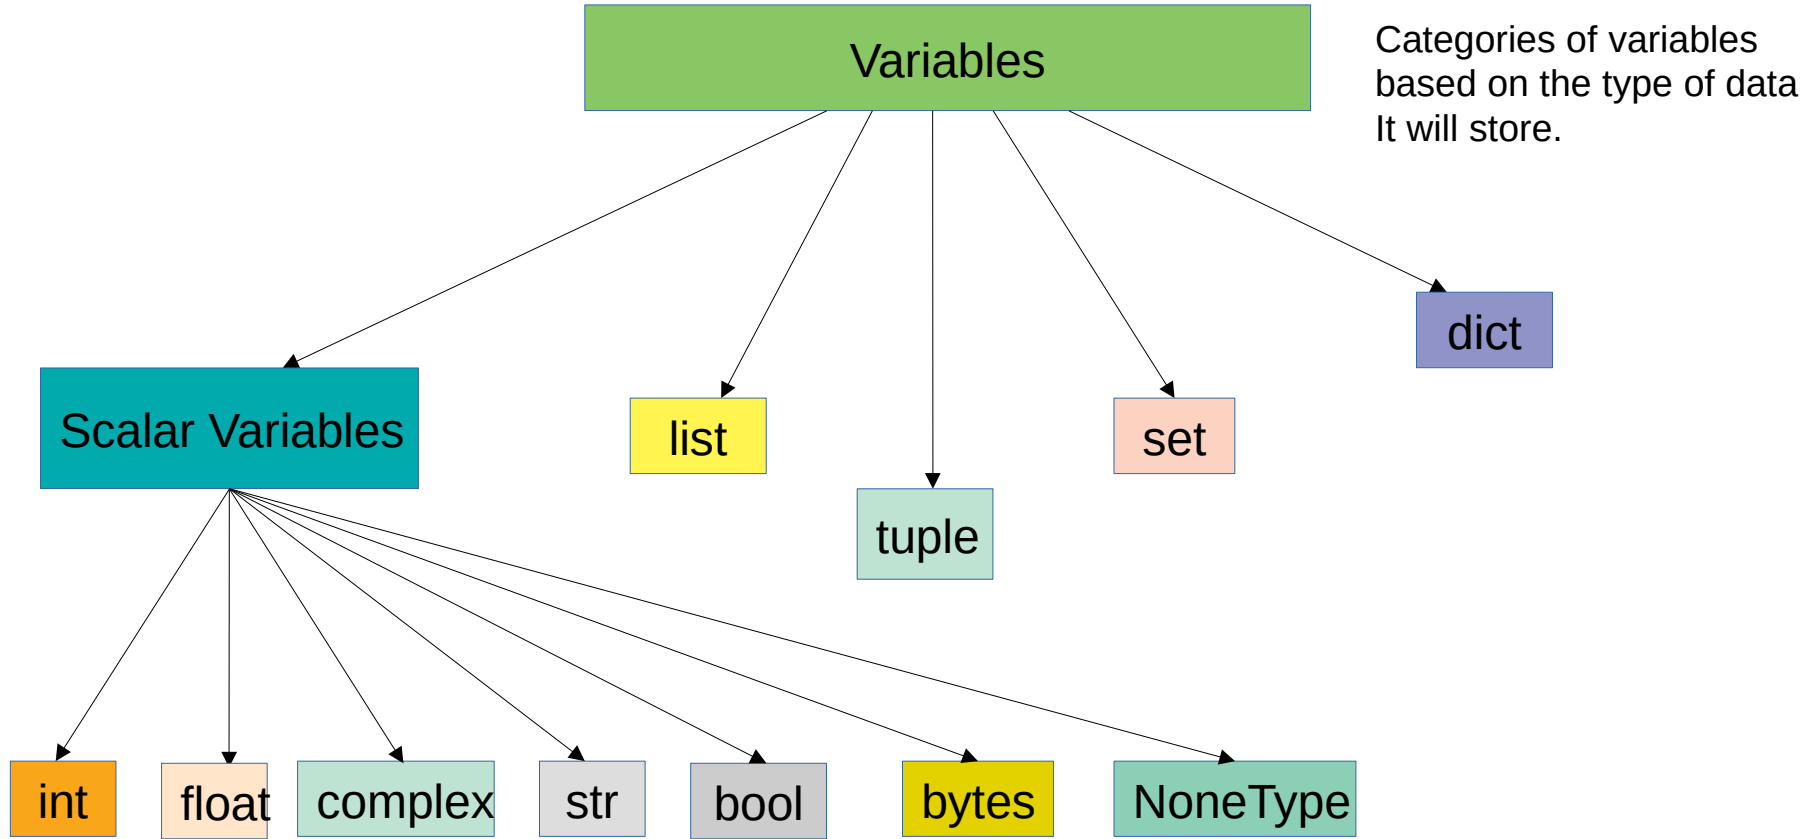 Variables
Categories of variables
based on the type of data
It will store.
dict
Scalar Variables
list
set
tuple
int
float
complex
str
bool
bytes
NoneType